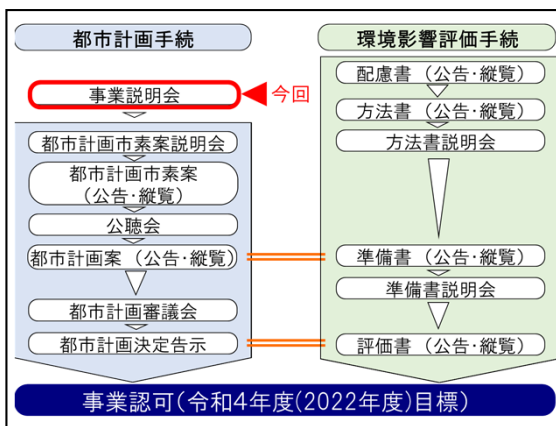 都市計画手続
事業説明会
今回
都市計画市素案説明会
都市計画市素案
(公告・縦覧)
公聴会
都市計画案 (公告・縦覧)
都市計画審議会
都市計画決定告示
環境影響評価手続
配慮書 (公告・縦覧)
方法書 (公告・縦覧)
方法書説明会
準備書 (公告・縦覧)
準備書説明会
評価書 (公告・縦覧)
事業認可(令和4年度(2022年度)目標)